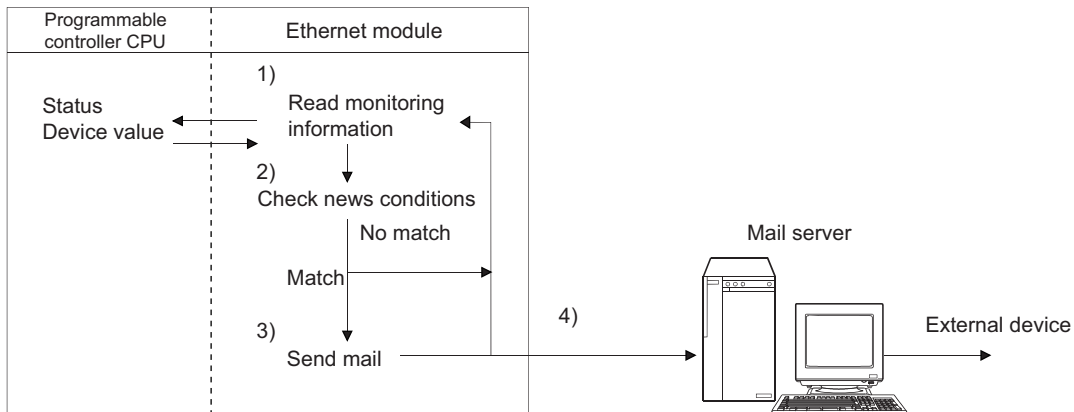 Programmable
controller CPU
Ethernet module
1)
Status
Device value
Read monitoring
information
2)
Check news conditions
No match
Match
3)
Send mail
4)
Mail server
External device